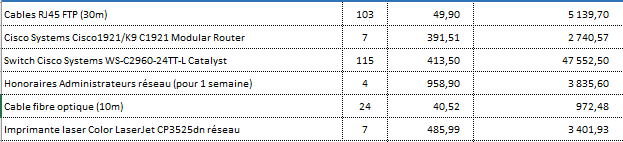 Cables RJ45 FTP (30m) 103 49,90 5 139,70
Cisco Systems Cisco1921/K9 C1921 Modular Router 7 391,51 2 740,57
Switch Cisco Systems WS-C2960-24TT-L Catalyst 115 413,50 47 552,50
Honoraires Administrateurs réseau (pour 1 semaine) 4 958,90 3 835,60
Cable fibre optique (10m) 24 40,52 972,48
Imprimante laser Color LaserJet CP3525dn réseau 7 485,99 3 401,93